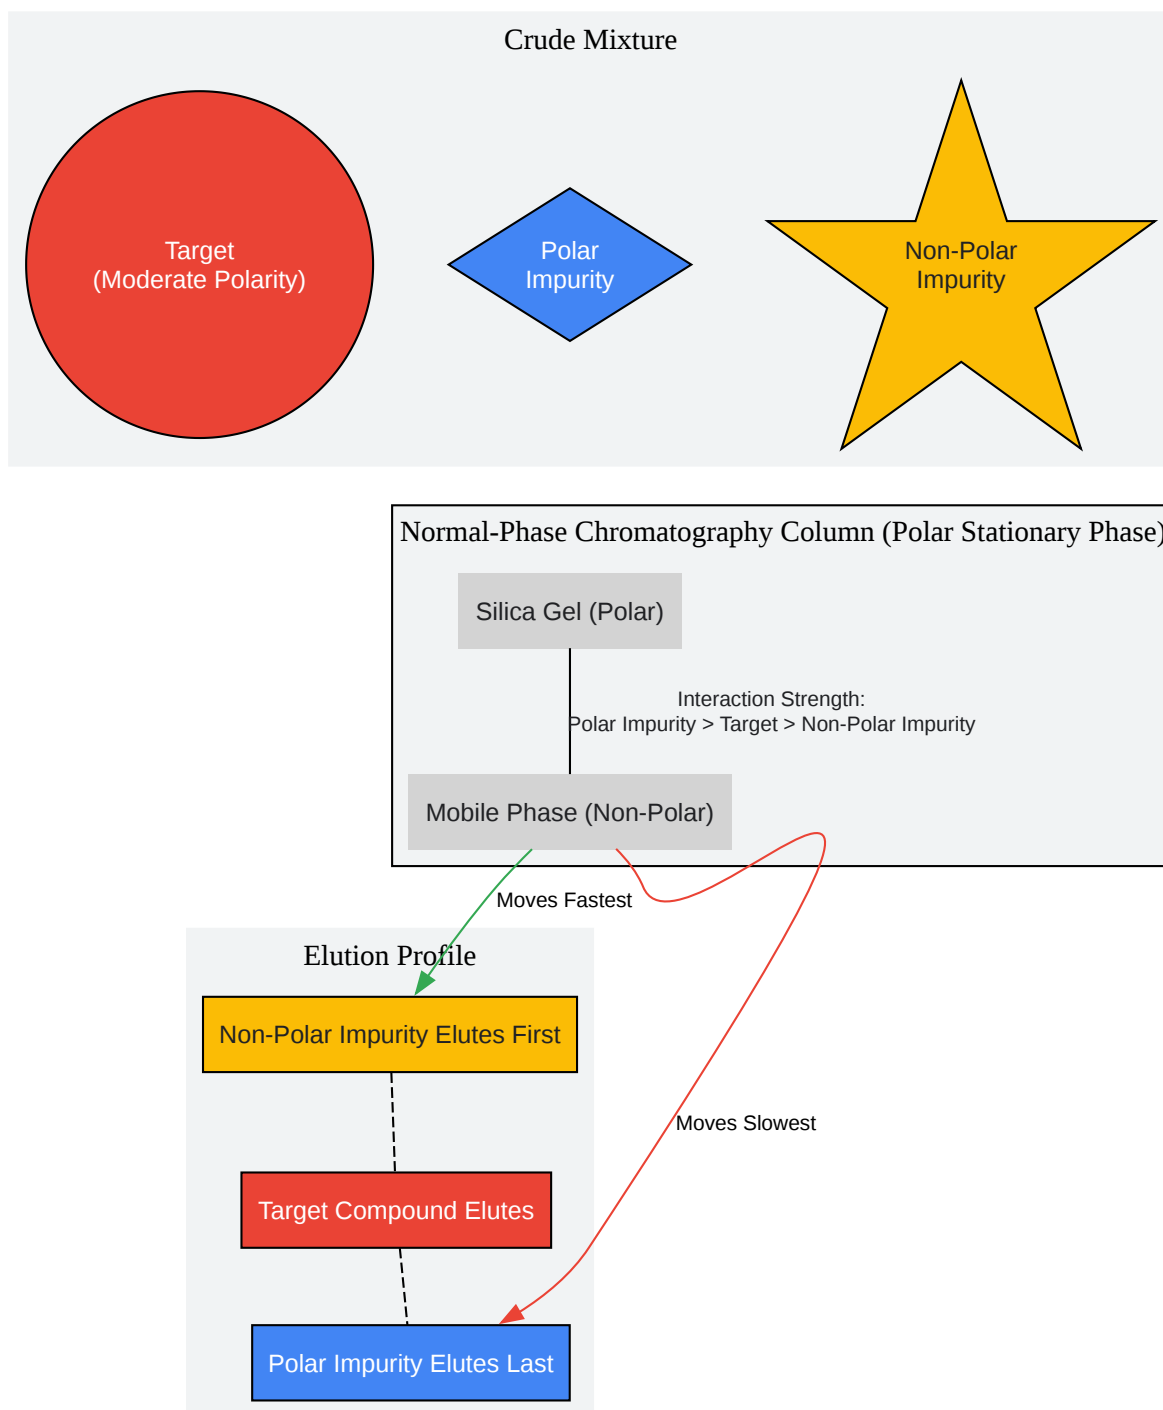 Crude Mixture
Target
(Moderate Polarity)
Polar
Impurity
Non-Polar
Impurity
Normal-Phase Chromatography Column (Polar Stationary Phase)
Silica Gel (Polar)
Interaction Strength:
Polar Impurity > Target > Non-Polar Impurity
Mobile Phase (Non-Polar)
Moves Fastest
Elution Profile
Non-Polar Impurity Elutes First
Moves Slowest
Target Compound Elutes
Polar Impurity Elutes Last